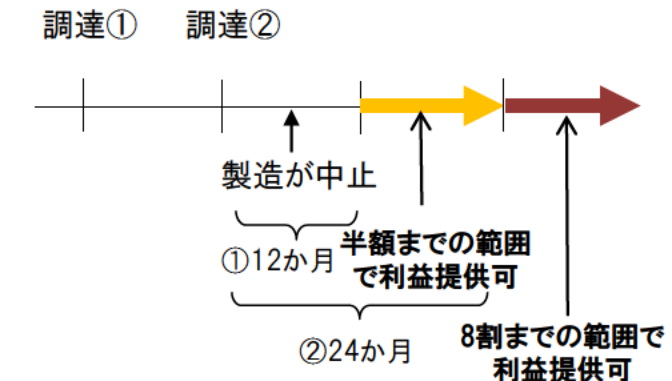 調達① 調達②
製造が中止
①12か月
半額までの範囲
で利益提供可
②24か月
8割までの範囲で
利益提供可